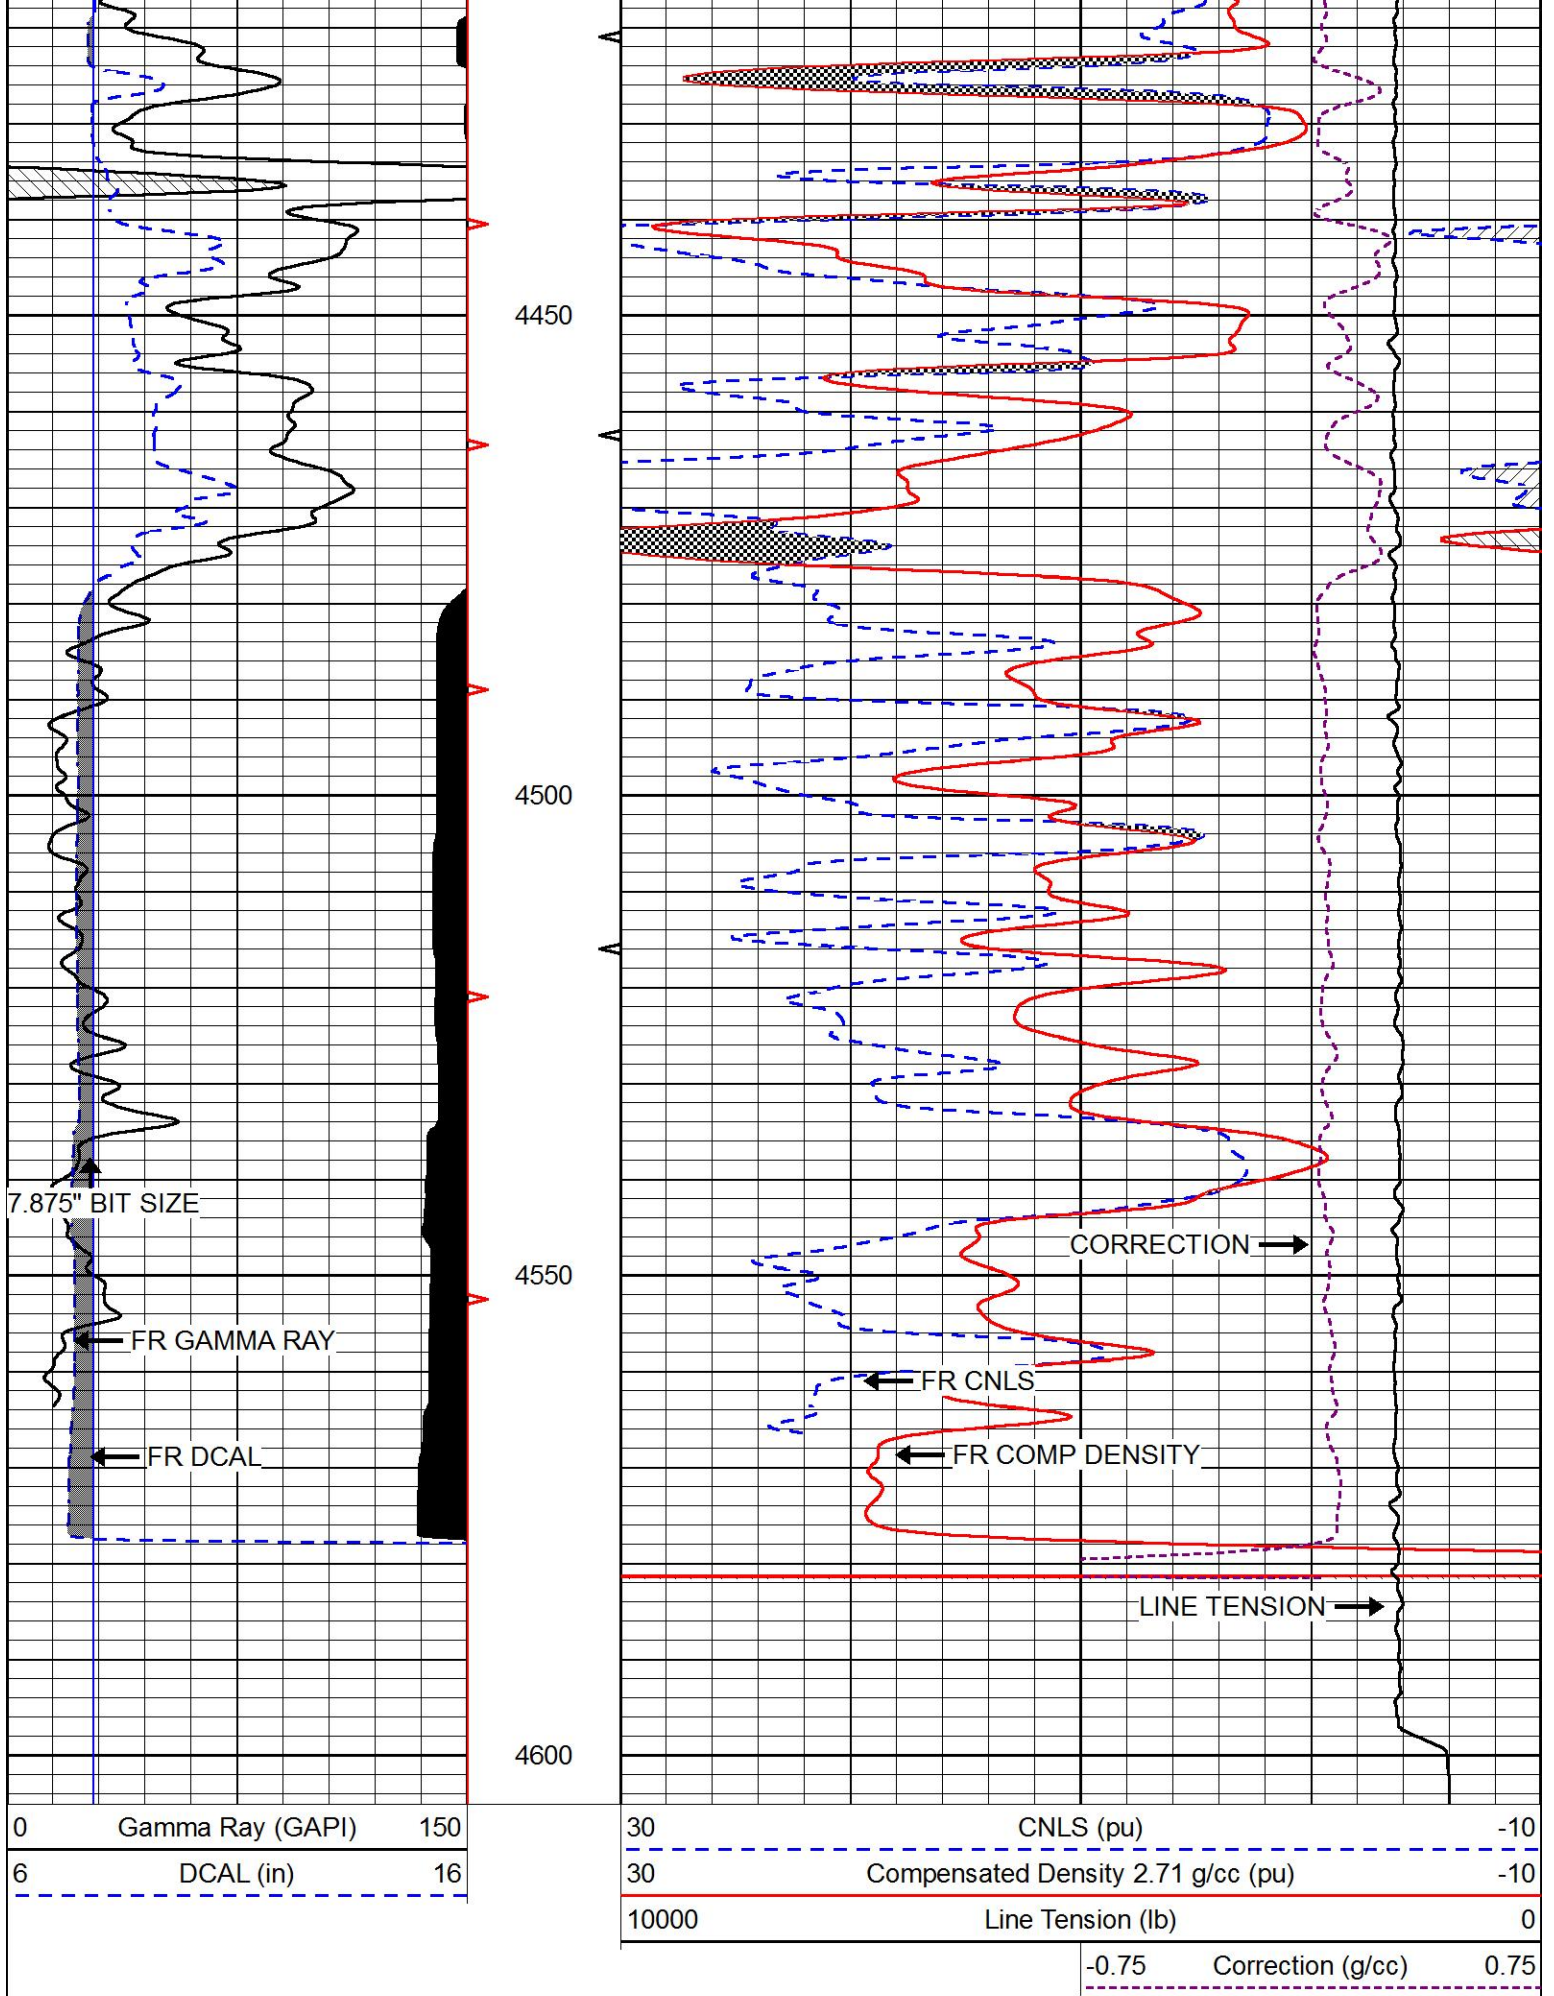 4450
4500
7.875" BIT SIZE
CORRECTION
4550
FR GAMMA RAY
FR CNLS
FR DCAL
FR COMP DENSITY
LINE TENSION
4600
0 Gamma Ray (GAPI) 150
30 CNLS (pu) -10
6 DCAL (in) 16
30 Compensated Density 2.71 g/cc (pu) -10
10000 Line Tension (lb) 0
-0.75 Correction (g/cc) 0.75